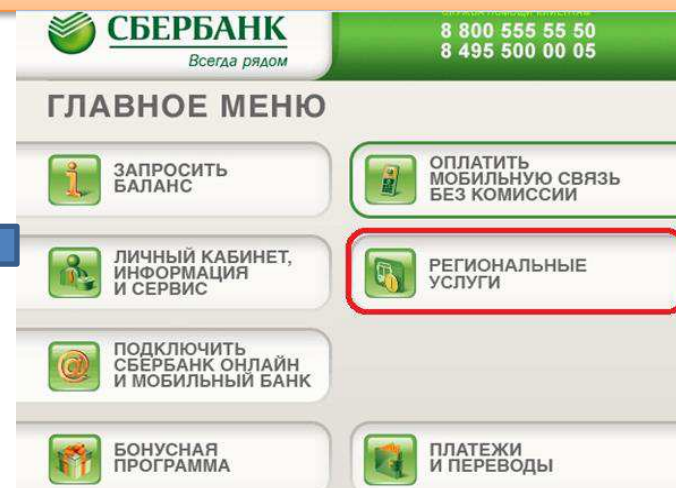 СБЕРБАНК
Всегда рядом
8 800 555 55 50
8 495 500 00 05
ГЛАВНОЕ МЕНЮ
ЗАПРОСИТЬ
БАЛАНС
ОПЛАТИТЬ
МОБИЛЬНУЮ СВЯЗЬ
БЕЗ КОМИССИИ
ЛИЧНЫЙ КАБИНЕТ,
ИНФОРМАЦИЯ
И СЕРВИС
РЕГИОНАЛЬНЫЕ
УСЛУГИ
ПОДКЛЮЧИТЬ
СБЕРБАНК ОНЛАЙН
И МОБИЛЬНЫЙ БАНК
БОНУСНАЯ
ПРОГРАММА
ПЛАТЕЖИ
И ПЕРЕВОДЫ